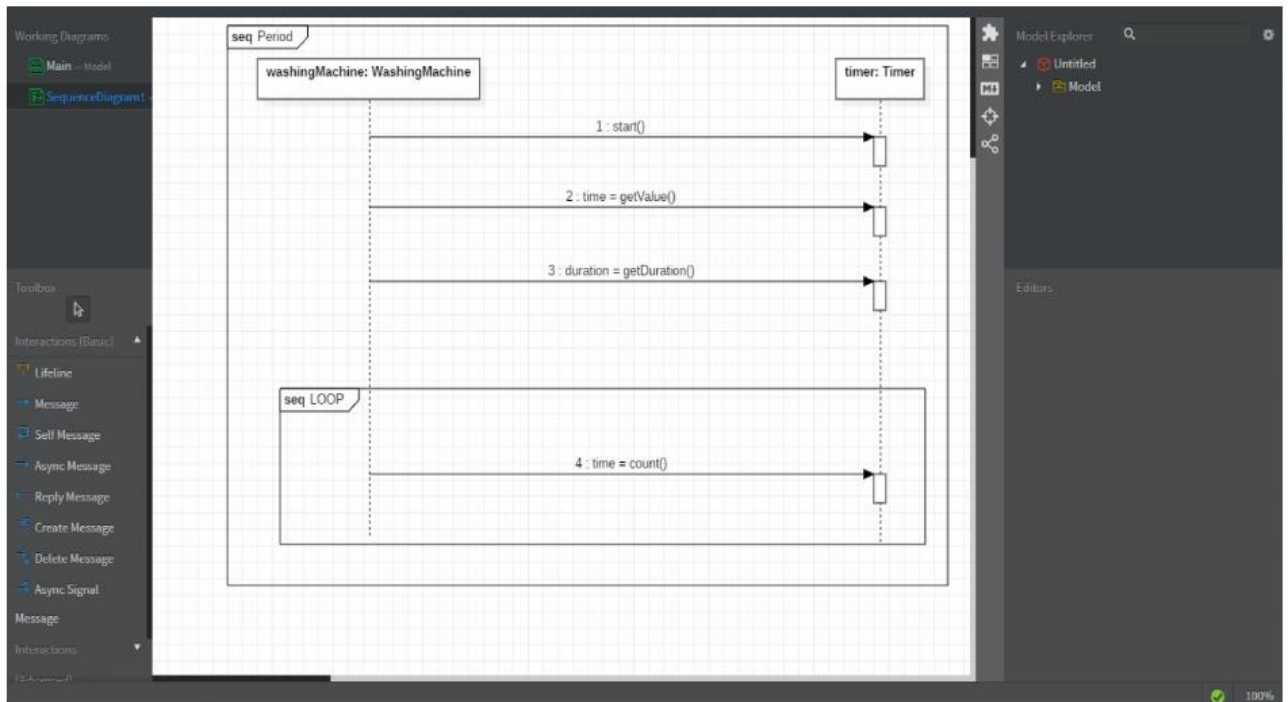 Working Diagrams
Main — Model
SequenceDiagram1 -
Toolbox
Interactions (Basic)
Lifeline
Message
Self Message
Async Message
Reply Message
Create Message
Delete Message
Async Signal
Message
Interactions
(Advanced)
seq Period
washingMachine: WashingMachine
timer: Timer
1 : start()
2 : time = getValue()
3 : duration = getDuration()
seq LOOP
4 : time = count()
M
Model Explorer
Untitled
Model
Editors
100%